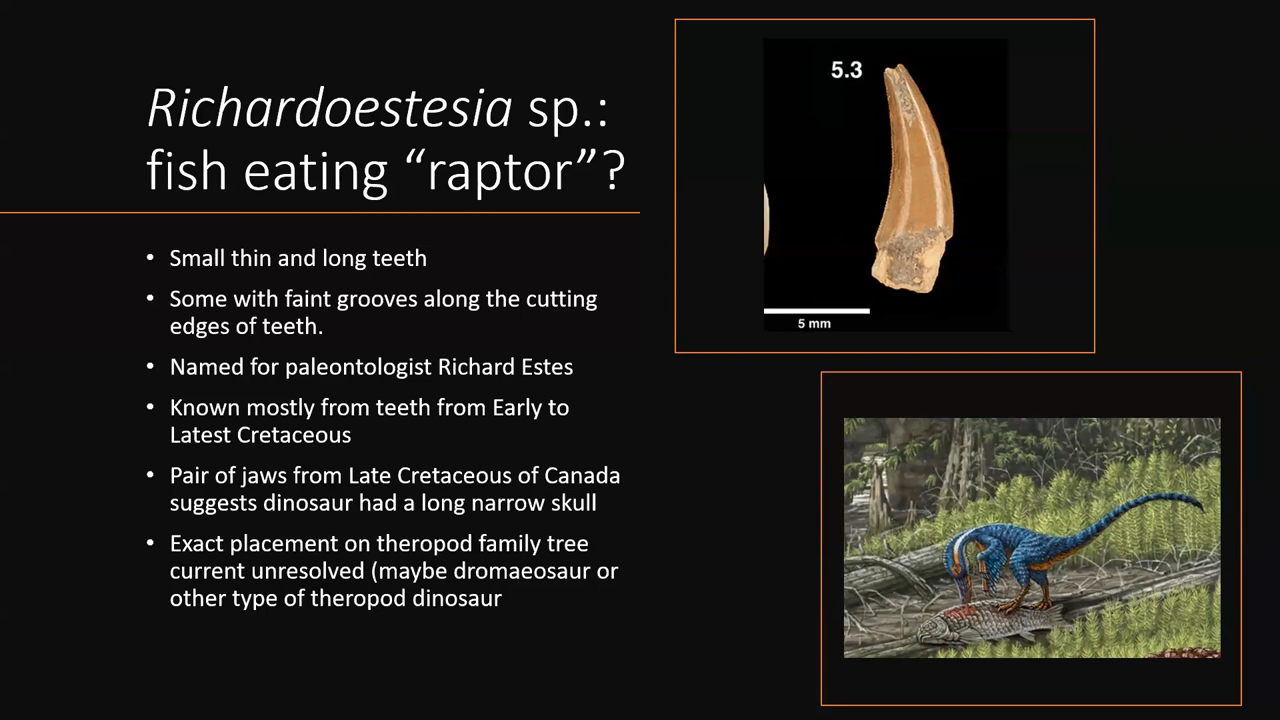 Richardoestesia sp.:
fish eating “raptor”?
• Small thin and long teeth
• Some with faint grooves along the cutting
edges of teeth.
• Named for paleontologist Richard Estes
• Known mostly from teeth from Early to
Latest Cretaceous
• Pair of jaws from Late Cretaceous of Canada
suggests dinosaur had a long narrow skull
• Exact placement on theropod family tree
current unresolved (maybe dromaeosaur or
other type of theropod dinosaur
5.3
5 mm